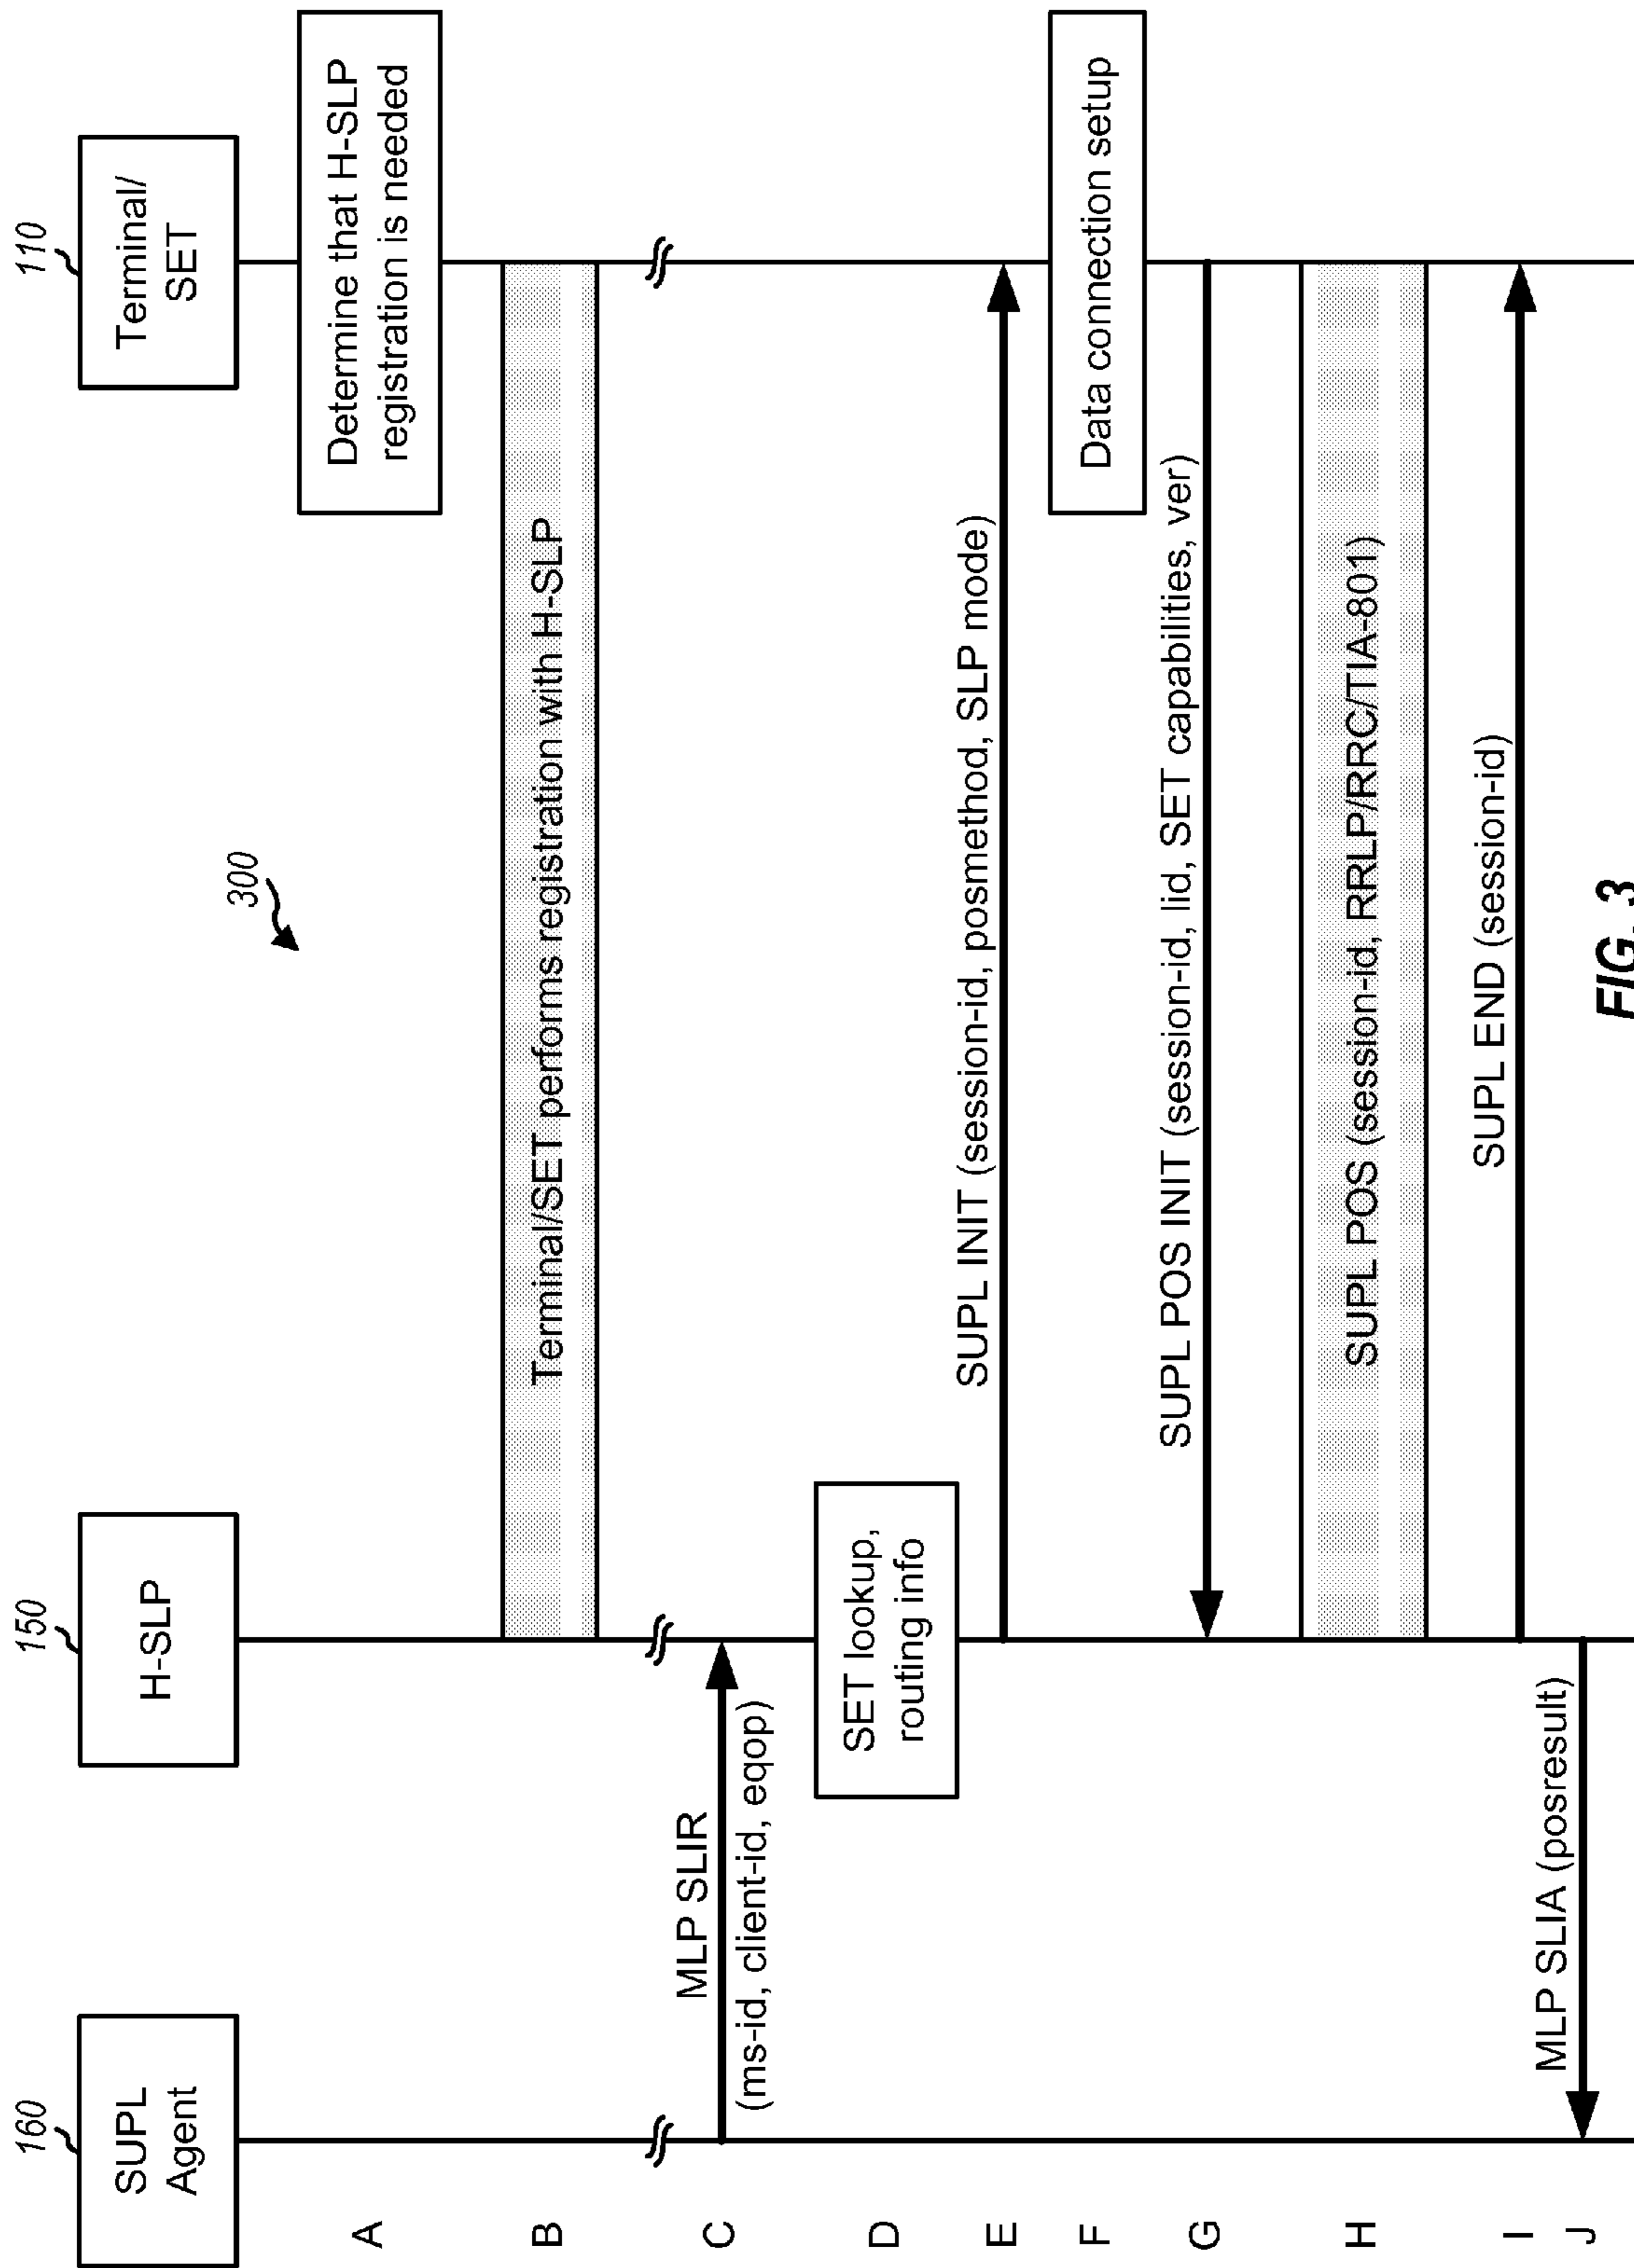 300
160
SUPL
Agent
150
H-SLP
110
Terminal/
SET
A
Determine that H-SLP
registration is needed
B
Terminal/SET performs registration with H-SLP
C
MLP SLIR
(ms-id, client-id, eqop)
D
SET lookup,
routing info
E
SUPL INIT (session-id, posmethod, SLP mode)
F
Data connection setup
G
SUPL POS INIT (session-id, lid, SET capabilities, ver)
H
SUPL POS (session-id, RRLP/RRC/TIA-801)
I
SUPL END (session-id)
J
MLP SLIA (posresult)
FIG. 3